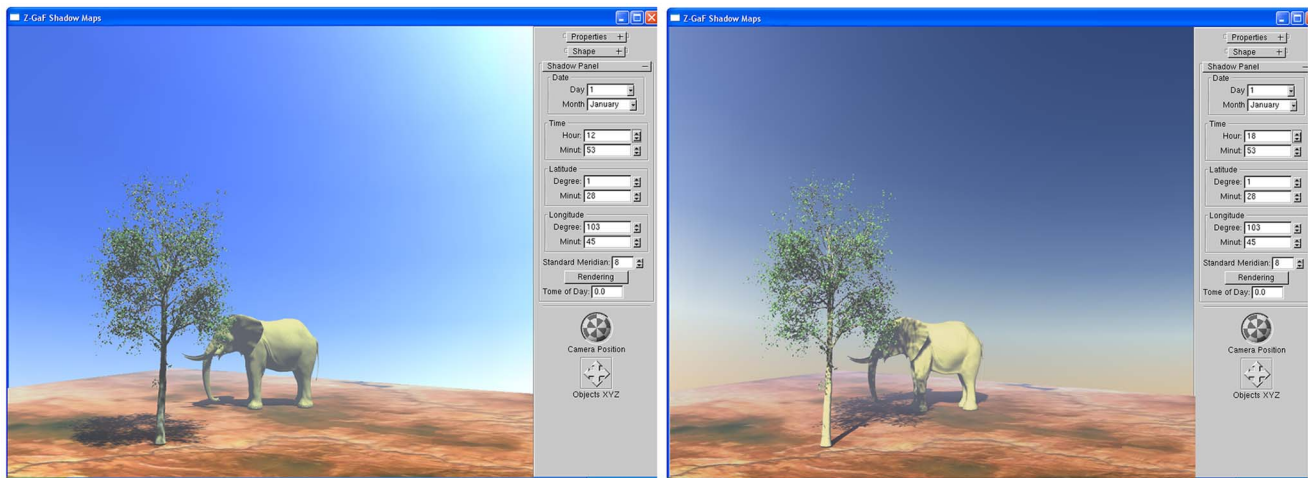 Z-GaF Shadow Maps
Properties +
Shape +
Shadow Panel −
Date
Day 1
Month January
Time
Hour: 12
Minut: 53
Latitude
Degree: 1
Minut: 28
Longitude
Degree: 103
Minut: 45
Standard Meridian: 8
Rendering
Tome of Day: 0.0
Camera Position
Objects XYZ
Z-GaF Shadow Maps
Properties +
Shape +
Shadow Panel −
Date
Day 1
Month January
Time
Hour: 18
Minut: 53
Latitude
Degree: 1
Minut: 28
Longitude
Degree: 103
Minut: 45
Standard Meridian: 8
Rendering
Tome of Day: 0.0
Camera Position
Objects XYZ